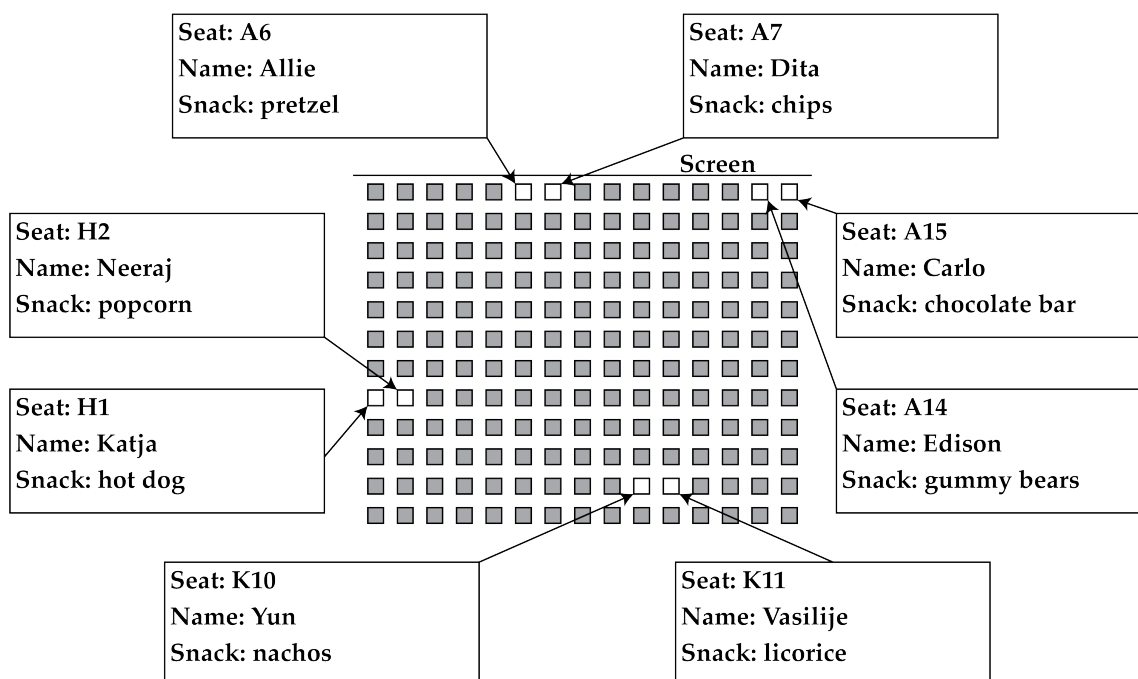 Seat: A6
Name: Allie
Snack: pretzel
Seat: A7
Name: Dita
Snack: chips
Screen
Seat: H2
Name: Neeraj
Snack: popcorn
Seat: A15
Name: Carlo
Snack: chocolate bar
Seat: H1
Name: Katja
Snack: hot dog
Seat: A14
Name: Edison
Snack: gummy bears
Seat: K10
Name: Yun
Snack: nachos
Seat: K11
Name: Vasilije
Snack: licorice